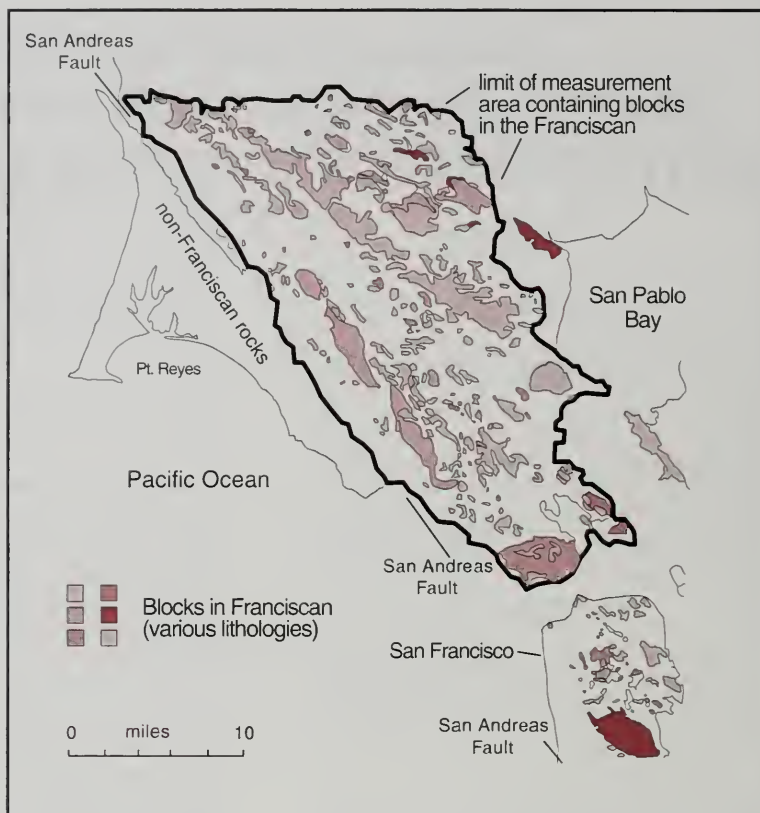 San Andreas
Fault
limit of measurement
area containing blocks
in the Franciscan
non-Franciscan rocks
San Pablo
Bay
Pt. Reyes
Pacific Ocean
San Andreas
Fault
Blocks in Franciscan
(various lithologies)
San Francisco
San Andreas
Fault
0 miles 10